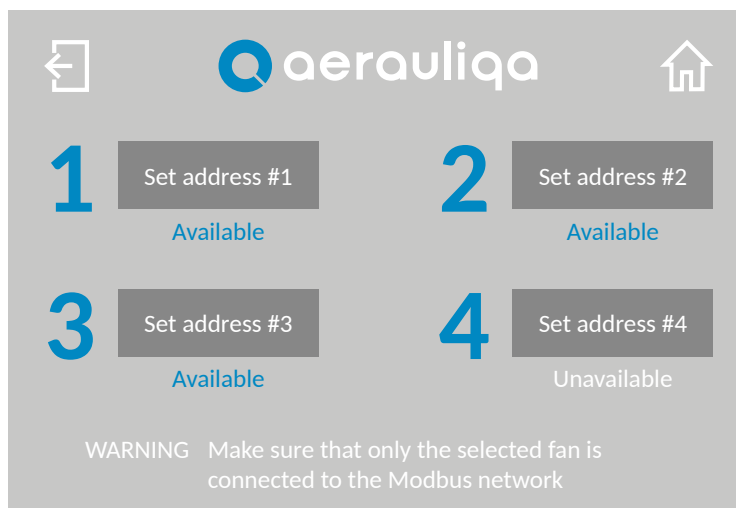 aerauliqa
1 Set address #1
Available
2 Set address #2
Available
3 Set address #3
Available
4 Set address #4
Unavailable
WARNING Make sure that only the selected fan is
connected to the Modbus network